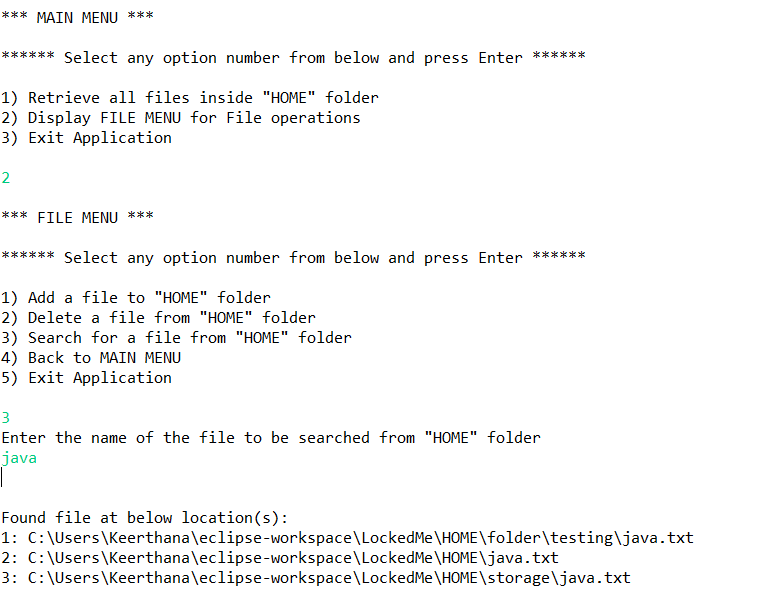 *** MAIN MENU ***
****** Select any option number from below and press Enter ******
1) Retrieve all files inside "HOME" folder
2) Display FILE MENU for File operations
3) Exit Application
2
*** FILE MENU ***
****** Select any option number from below and press Enter ******
1) Add a file to "HOME" folder
2) Delete a file from "HOME" folder
3) Search for a file from "HOME" folder
4) Back to MAIN MENU
5) Exit Application
3
Enter the name of the file to be searched from "HOME" folder
java
Found file at below location(s):
1: C:\Users\Keerthana\eclipse-workspace\LockedMe\HOME\folder\testing\java.txt
2: C:\Users\Keerthana\eclipse-workspace\LockedMe\HOME\java.txt
3: C:\Users\Keerthana\eclipse-workspace\LockedMe\HOME\storage\java.txt